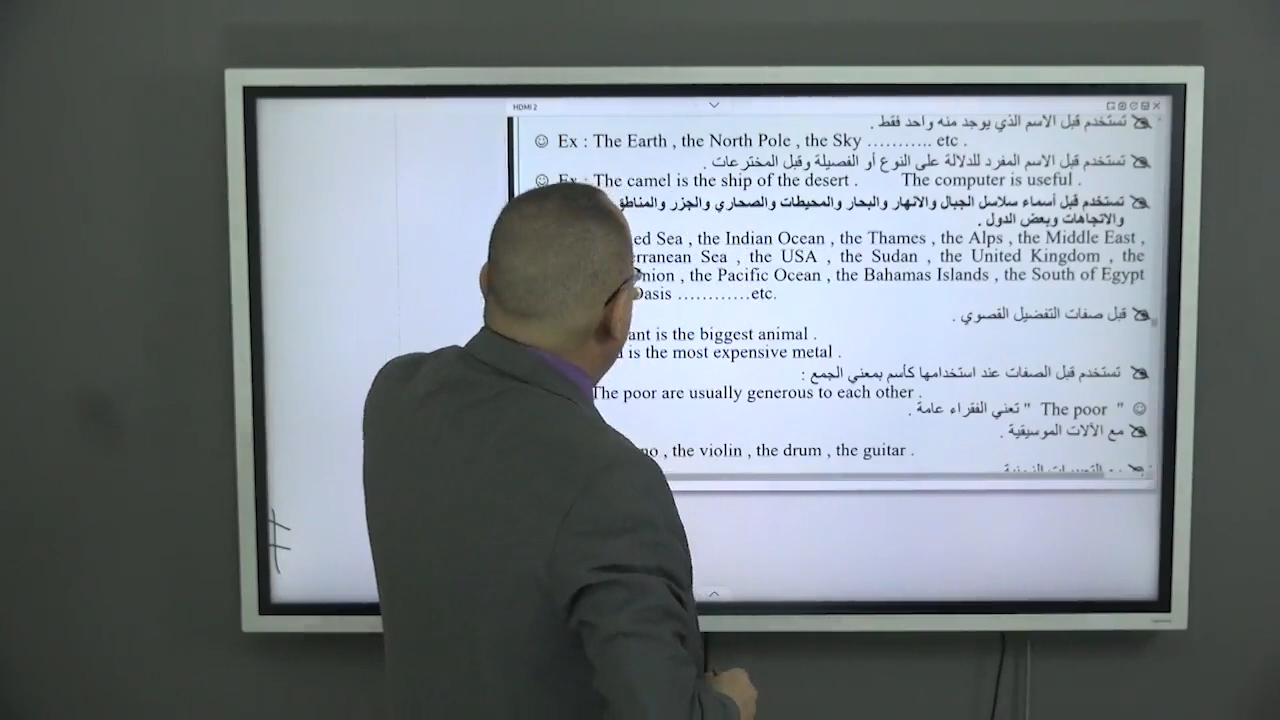 HDMI 2
تستخدم قبل الاسم الذي يوجد منه واحد فقط .
Ex : The Earth , the North Pole , the Sky ……….. etc .
تستخدم قبل الاسم المفرد للدلالة على النوع أو الفصيلة وقبل المخترعات .
Ex : The camel is the ship of the desert . The computer is useful .
تستخدم قبل أسماء سلاسل الجبال والانهار والبحار والمحيطات والصحاري والجزر والمناطق
والاتجاهات وبعض الدول .
ed Sea , the Indian Ocean , the Thames , the Alps , the Middle East ,
erranean Sea , the USA , the Sudan , the United Kingdom , the
nion , the Pacific Ocean , the Bahamas Islands , the South of Egypt
Oasis …………etc.
قبل صفات التفضيل القصوي .
ant is the biggest animal .
is the most expensive metal .
تستخدم قبل الصفات عند استخدامها كأسم بمعني الجمع :
The poor are usually generous to each other .
" The poor " تعني الفقراء عامة .
مع الآلات الموسيقية .
no , the violin , the drum , the guitar .